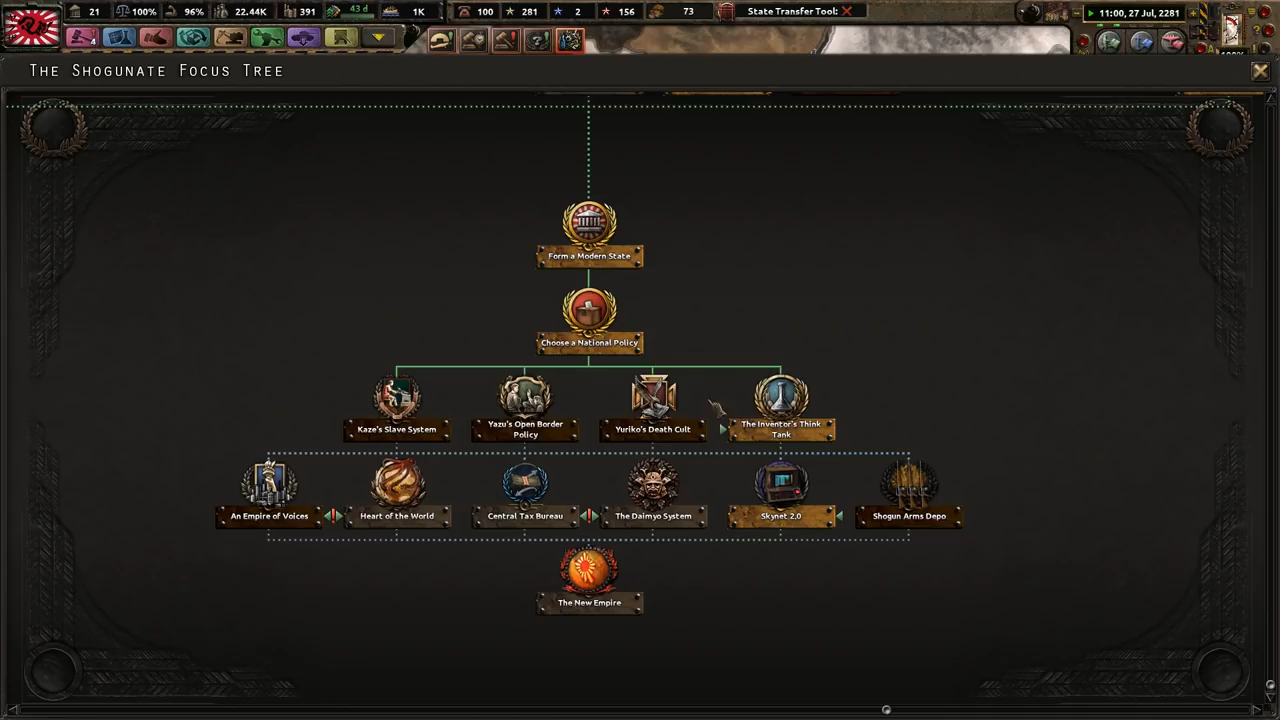 21 100% 96% 22.44K 391 43 d 1K 100 281 2 156 73 State Transfer Tool: 11:00, 27 Jul, 2281
4
The Shogunate Focus Tree
Form a Modern State
Choose a National Policy
Kaze's Slave System
Yazu's Open Border
Policy
Yuriko's Death Cult
The Inventor's Think
Tank
An Empire of Voices
Heart of the World
Central Tax Bureau
The Daimyo System
Skynet 2.0
Shogun Arms Depo
The New Empire